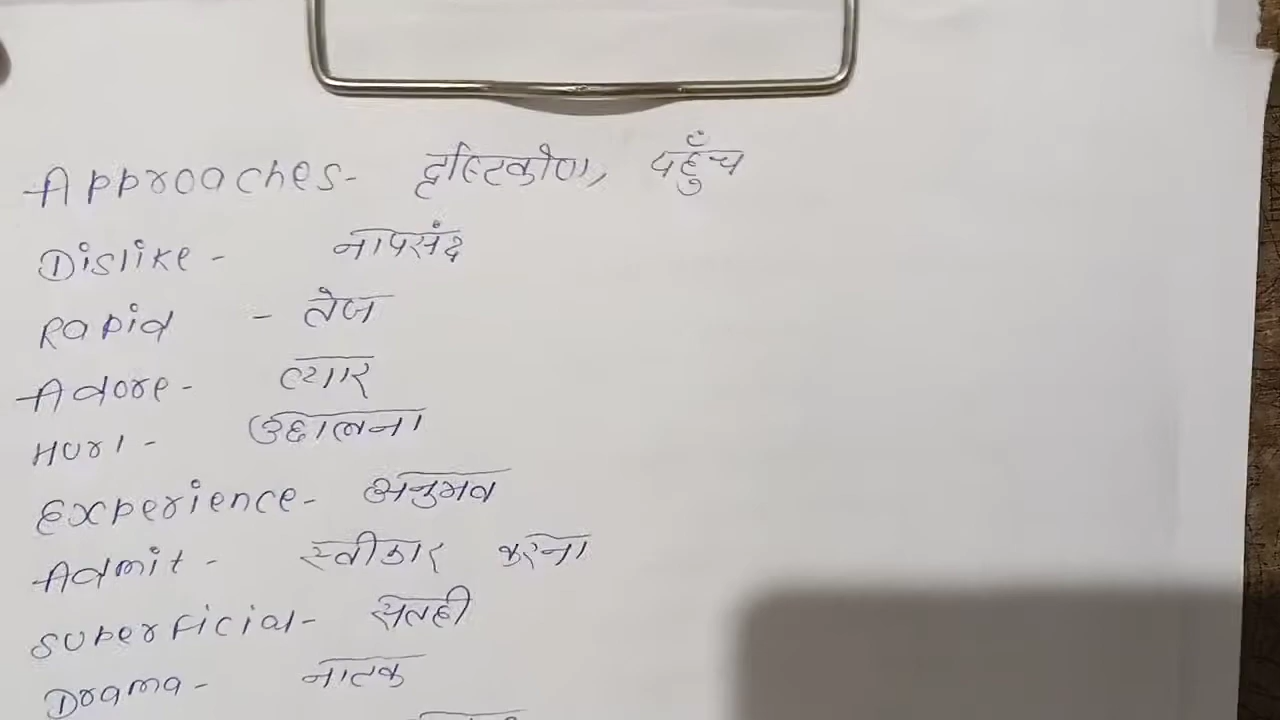 Approaches- दृष्टिकोण, पहुँच
Dislike - नापसंद
Rapid - तेज
Adore - प्यार
Hurl - उछालना
Experience- अनुभव
Admit - स्वीकार करना
Superficial- सतही
Drama - नाटक